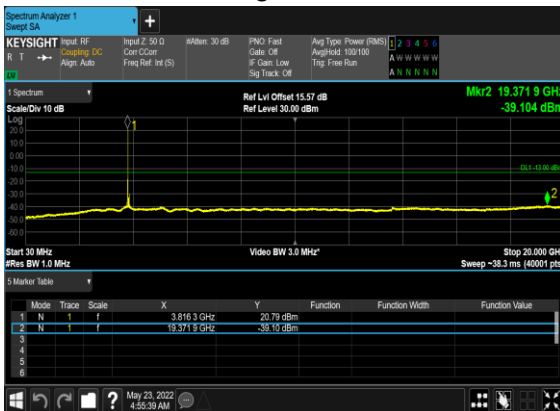 Spectrum Analyzer 1
Swept SA
KEYSIGHT
R T
LV
Input: RF
Coupling: DC
Align: Auto
Input Z: 50 Ω
Corr CCorr
Freq Ref: Int (S)
#Atten: 30 dB
PNO: Fast
Gate: Off
IF Gain: Low
Sig Track: Off
Avg Type: Power (RMS)
Avg|Hold: 100/100
Trig: Free Run
1 2 3 4 5 6
A W W W W W
A N N N N N
1 Spectrum
Scale/Div 10 dB
Ref Lvl Offset 15.57 dB
Ref Level 30.00 dBm
Mkr2 19.371 9 GHz
-39.104 dBm
Log
20.0
10.0
0.00
-10.0
-20.0
-30.0
-40.0
-50.0
-60.0
1
DL1 -13.00 dBm
2
Start 30 MHz
#Res BW 1.0 MHz
Video BW 3.0 MHz*
Stop 20.000 GH
Sweep ~38.3 ms (40001 pts
5 Marker Table
Mode Trace Scale X Y Function Function Width Function Value
1 N 1 f 3.816 3 GHz 20.79 dBm
2 N 1 f 19.371 9 GHz -39.10 dBm
3
4
5
6
?
May 23, 2022
4:55:39 AM